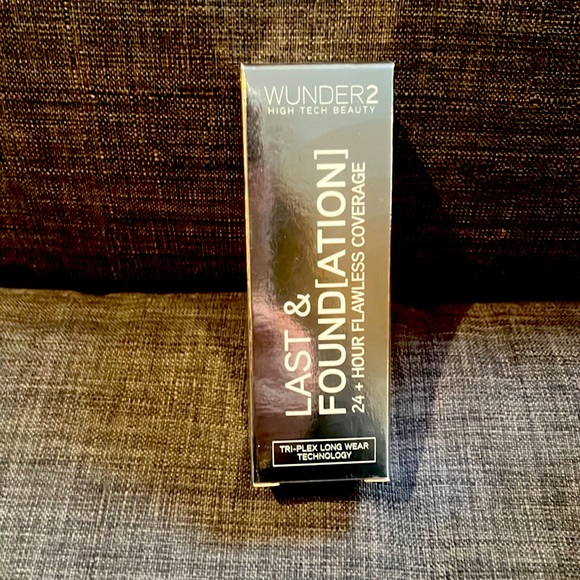 WUNDER2
HIGH TECH BEAUTY
LAST &
FOUND[ATION]
24 + HOUR FLAWLESS COVERAGE
TRI-PLEX LONG WEAR
TECHNOLOGY